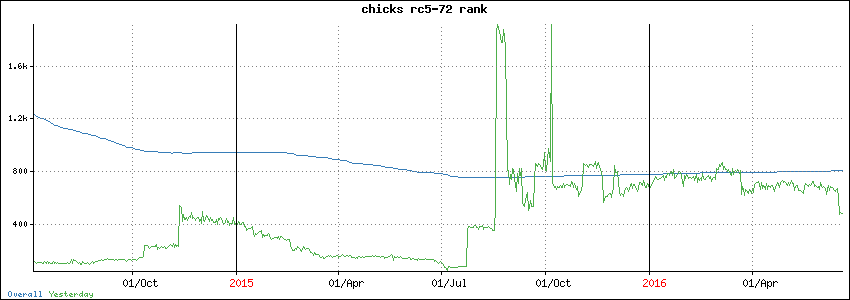 chicks rc5-72 rank
1.6k
1.2k
800
400
01/Oct 2015 01/Apr 01/Jul 01/Oct 2016 01/Apr
Overall Yesterday